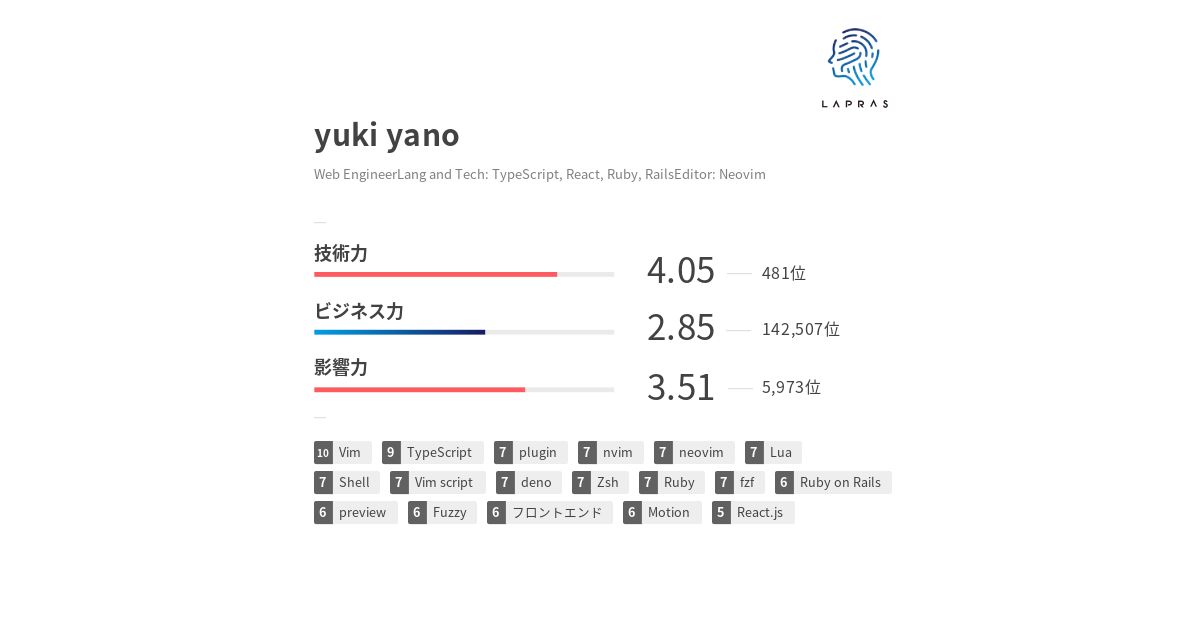 LAPRAS
yuki yano
Web EngineerLang and Tech: TypeScript, React, Ruby, RailsEditor: Neovim
技術力 4.05 481位
ビジネス力 2.85 142,507位
影響力 3.51 5,973位
10 Vim 9 TypeScript 7 plugin 7 nvim 7 neovim 7 Lua
7 Shell 7 Vim script 7 deno 7 Zsh 7 Ruby 7 fzf 6 Ruby on Rails
6 preview 6 Fuzzy 6 フロントエンド 6 Motion 5 React.js